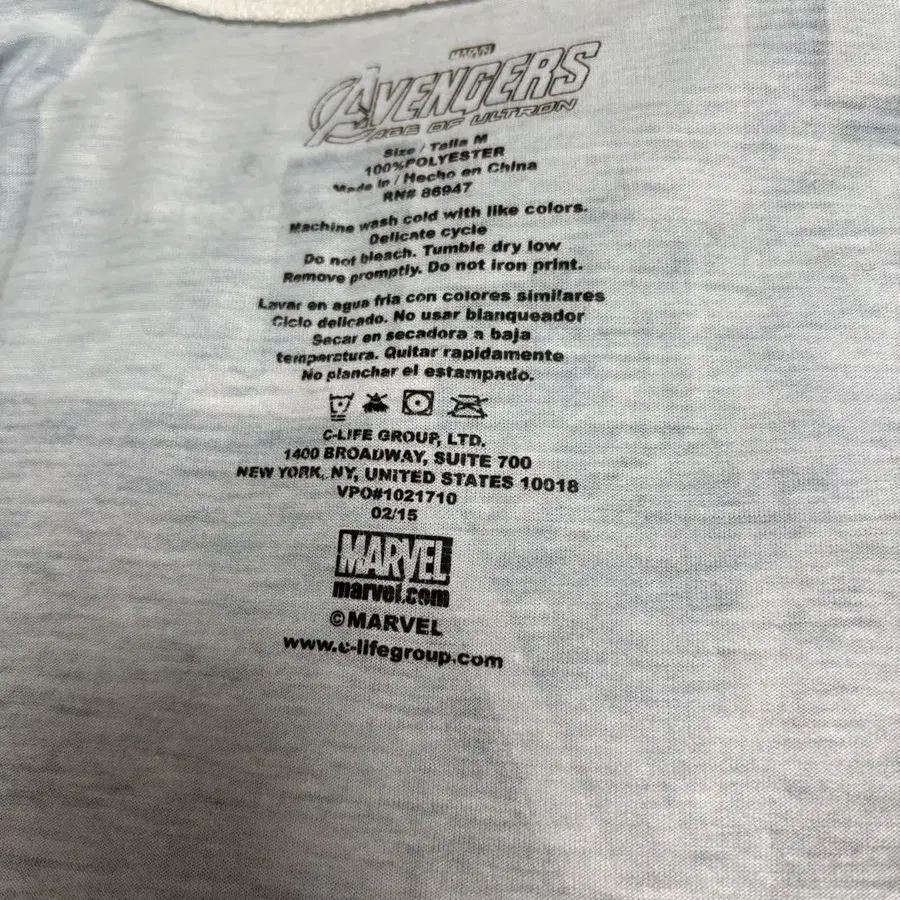 MARVEL
AVENGERS
AGE OF ULTRON
Size / Talla M
100%POLYESTER
Made in / Hecho en China
RN# 86947
Machine wash cold with like colors.
Delicate cycle
Do not bleach. Tumble dry low
Remove promptly. Do not iron print.
Lavar en agua fria con colores similares
Ciclo delicado. No usar blanqueador
Secar en secadora a baja
temperatura. Quitar rapidamente
No planchar el estampado.
C-LIFE GROUP, LTD.
1400 BROADWAY, SUITE 700
NEW YORK, NY, UNITED STATES 10018
VPO#1021710
02/15
MARVEL
marvel.com
©MARVEL
www.c-lifegroup.com